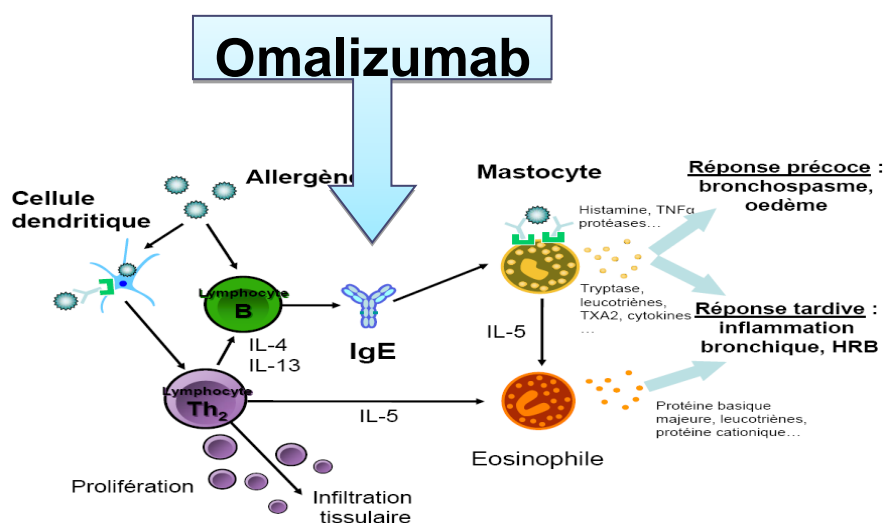 Omalizumab
Allergène
Cellule
dendritique
Mastocyte
Réponse précoce :
bronchospasme,
oedème
Histamine, TNFα
protéases…
Lymphocyte
B
IgE
Tryptase,
leucotriènes,
TXA2, cytokines
…
Réponse tardive :
inflammation
bronchique, HRB
IL-4
IL-13
IL-5
Lymphocyte
Th2
IL-5
Protéine basique
majeure, leucotriènes,
protéine cationique…
Eosinophile
Prolifération
Infiltration
tissulaire